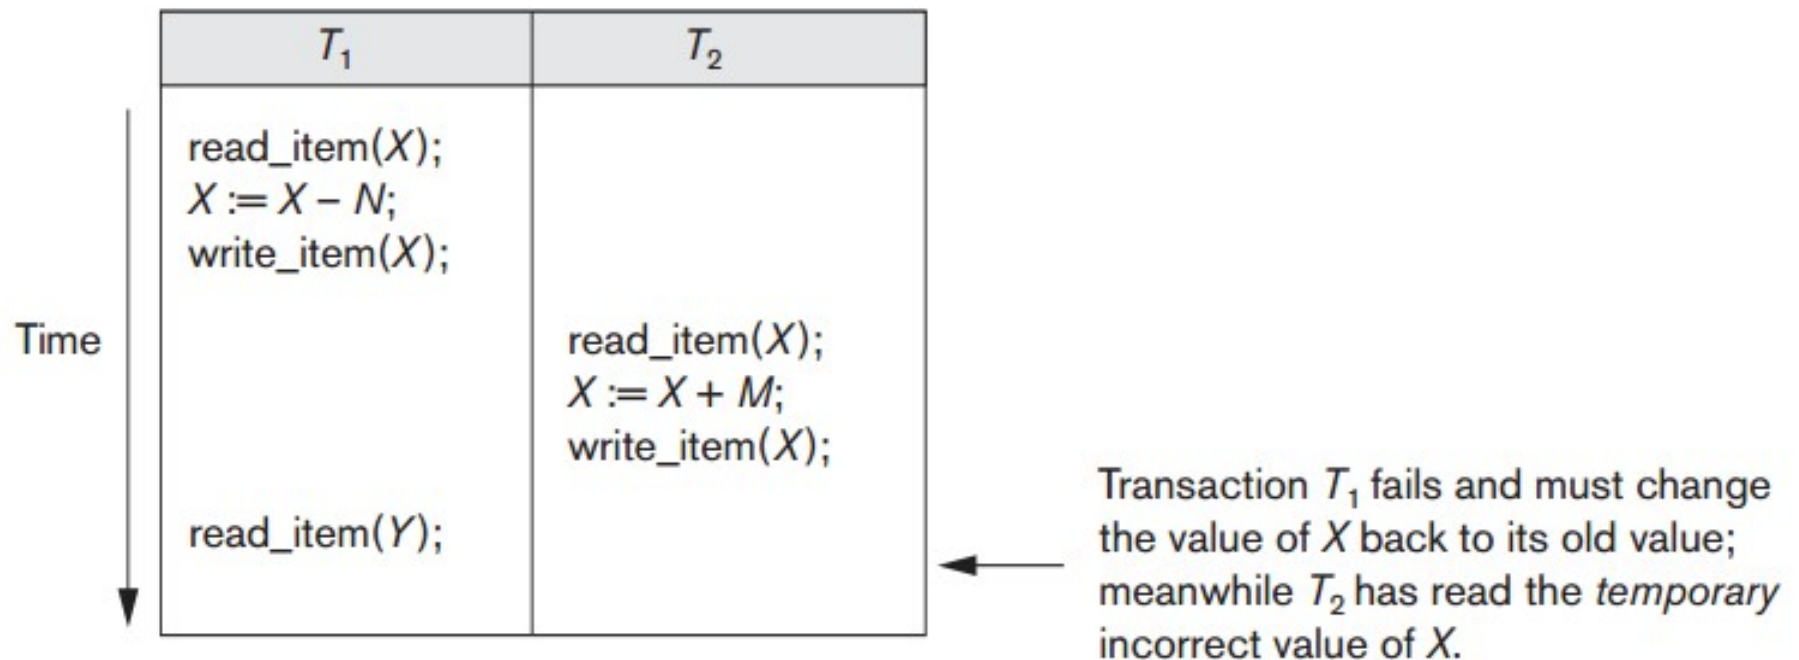 T₁
T₂
read_item(X);
X := X – N;
write_item(X);
Time
read_item(X);
X := X + M;
write_item(X);
read_item(Y);
Transaction T₁ fails and must change
the value of X back to its old value;
meanwhile T₂ has read the temporary
incorrect value of X.